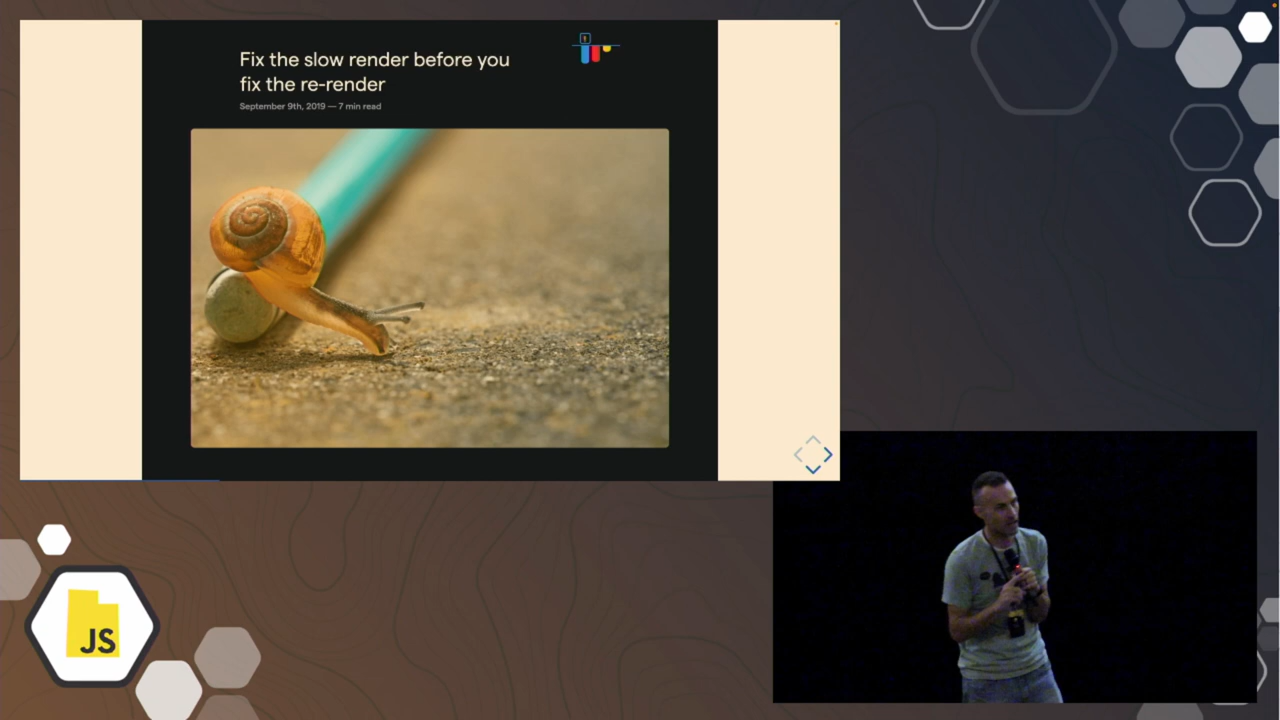 Fix the slow render before you
fix the re-render
September 9th, 2019 — 7 min read
JS